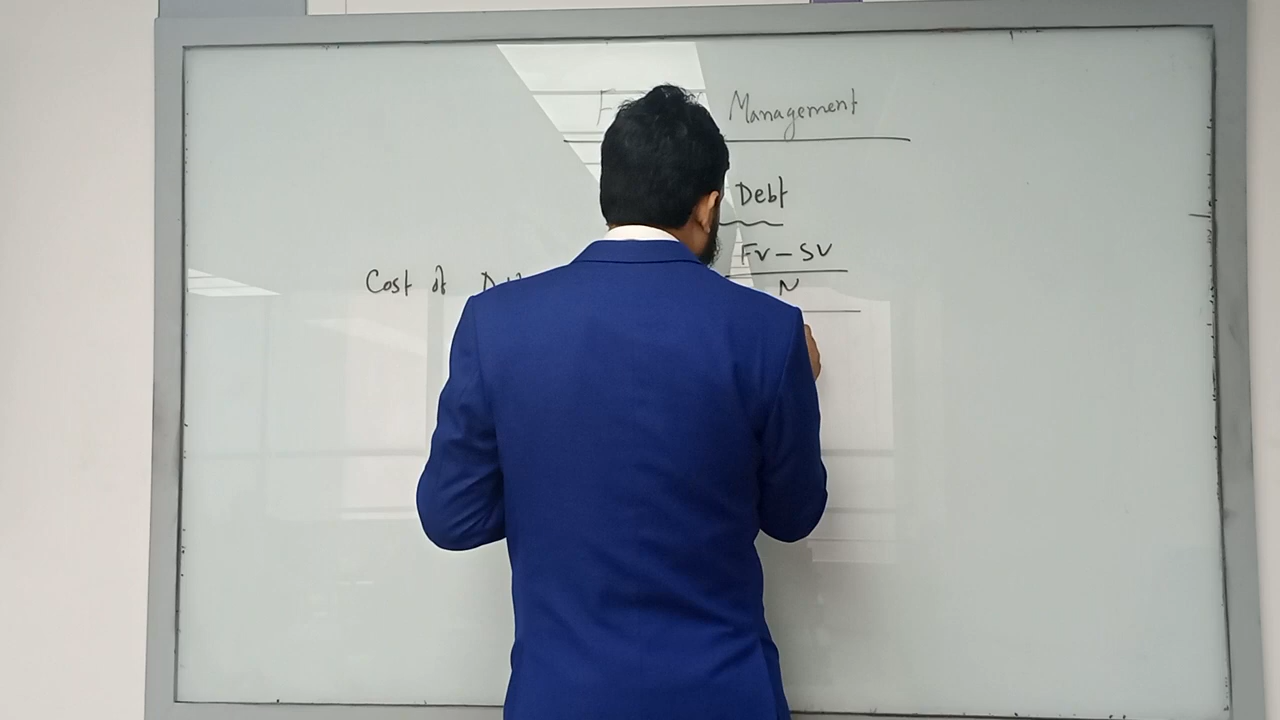 Management
Debt
Cost of
FV - SV
N